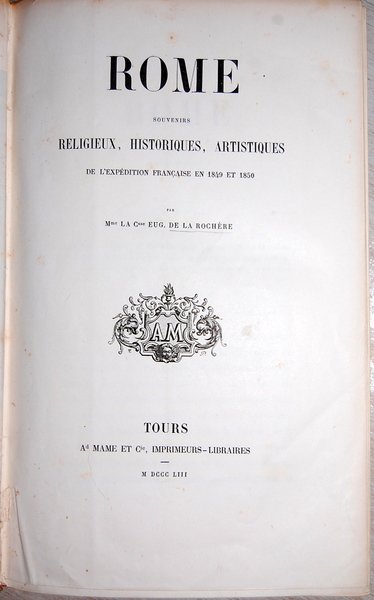 ROME
SOUVENIRS
RELIGIEUX, HISTORIQUES, ARTISTIQUES
DE L'EXPÉDITION FRANÇAISE EN 1849 ET 1850
PAR
Mme LA Csse EUG. DE LA ROCHÈRE
AM
TOURS
Ad MAME ET Cie, IMPRIMEURS-LIBRAIRES
M DCCC LIII